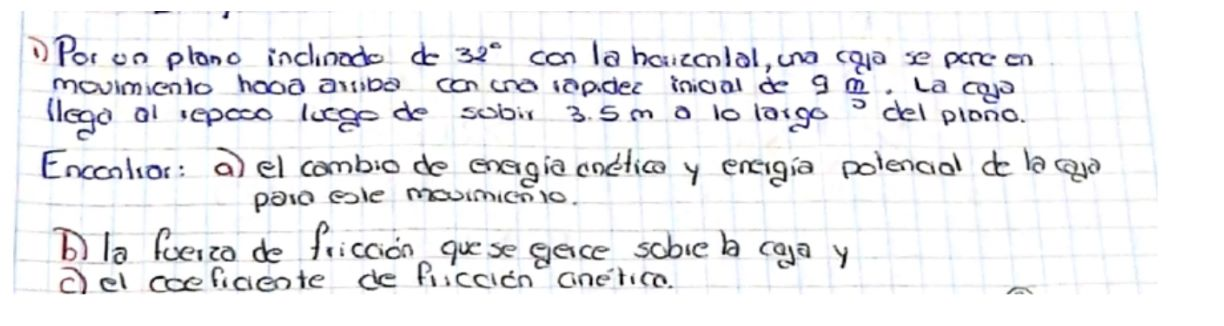 1) Por un plano inclinado de 32° con la horizontal, una caja se pone en
movimiento hacia arriba con una rapidez inicial de 9 m/s. La caja
llega al reposo luego de subir 3.5 m a lo largo del plano.
Encontrar: a) el cambio de energía cinética y energía potencial de la caja
para este movimiento.
b) la fuerza de fricción que se ejerce sobre la caja y
c) el coeficiente de fricción cinética.